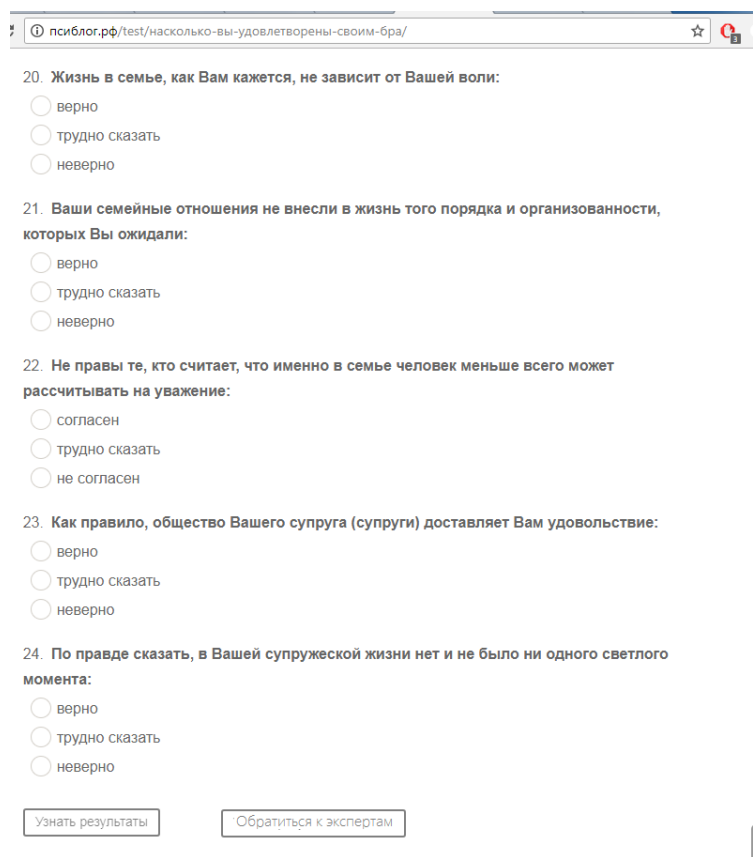 псиблог.рф/test/насколько-вы-удовлетворены-своим-бра/
3
20. Жизнь в семье, как Вам кажется, не зависит от Вашей воли:
верно
трудно сказать
неверно
21. Ваши семейные отношения не внесли в жизнь того порядка и организованности,
которых Вы ожидали:
верно
трудно сказать
неверно
22. Не правы те, кто считает, что именно в семье человек меньше всего может
рассчитывать на уважение:
согласен
трудно сказать
не согласен
23. Как правило, общество Вашего супруга (супруги) доставляет Вам удовольствие:
верно
трудно сказать
неверно
24. По правде сказать, в Вашей супружеской жизни нет и не было ни одного светлого
момента:
верно
трудно сказать
неверно
Узнать результаты Обратиться к экспертам